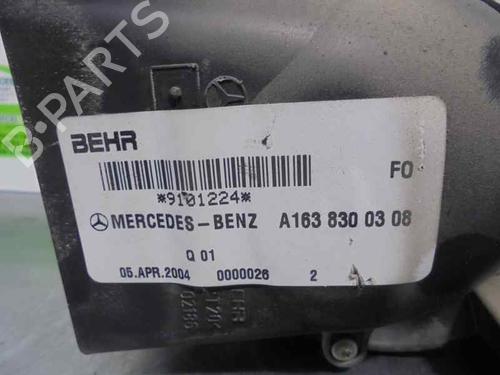 BEHR
FO
*9101224*
MERCEDES-BENZ A163 830 03 08
Q 01
05.APR.2004 0000026 2
B-PARTS